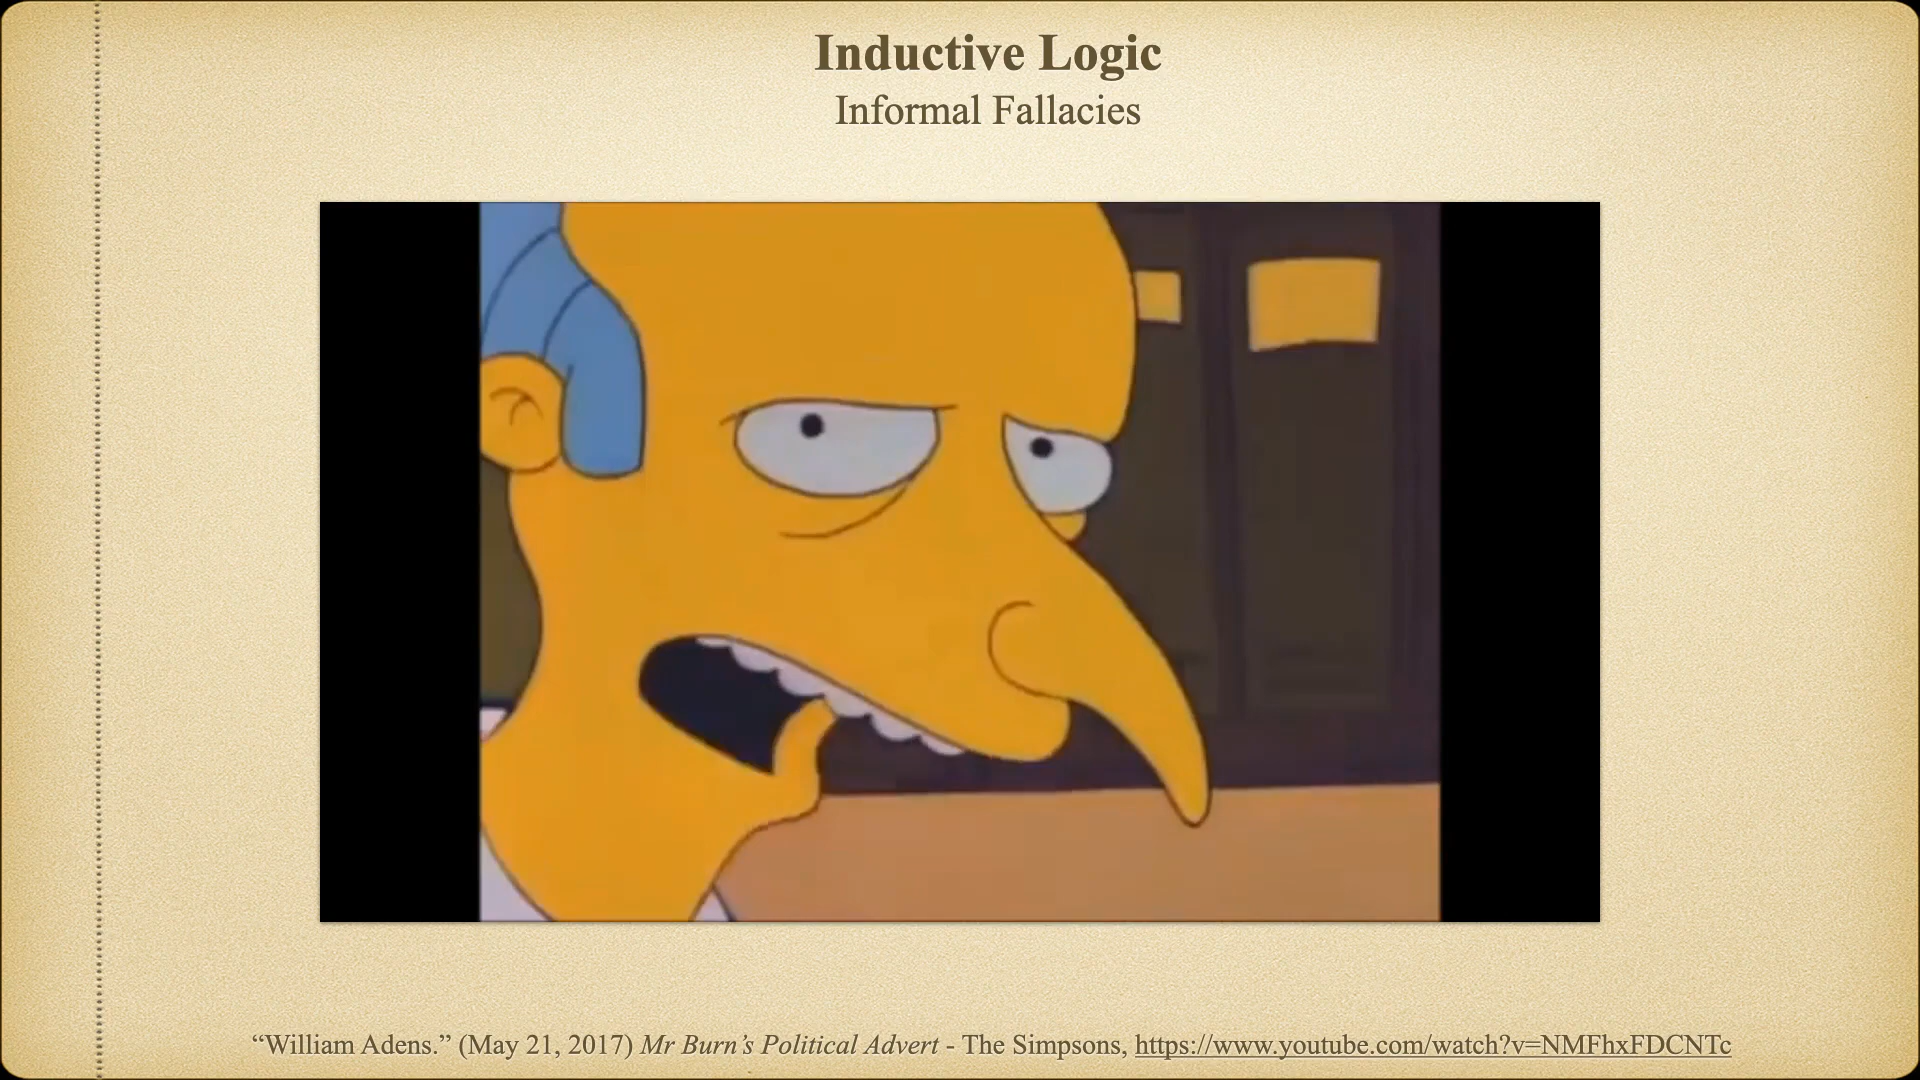 Inductive Logic
Informal Fallacies
“William Adens.” (May 21, 2017) Mr Burn’s Political Advert - The Simpsons, https://www.youtube.com/watch?v=NMFhxFDCNTc